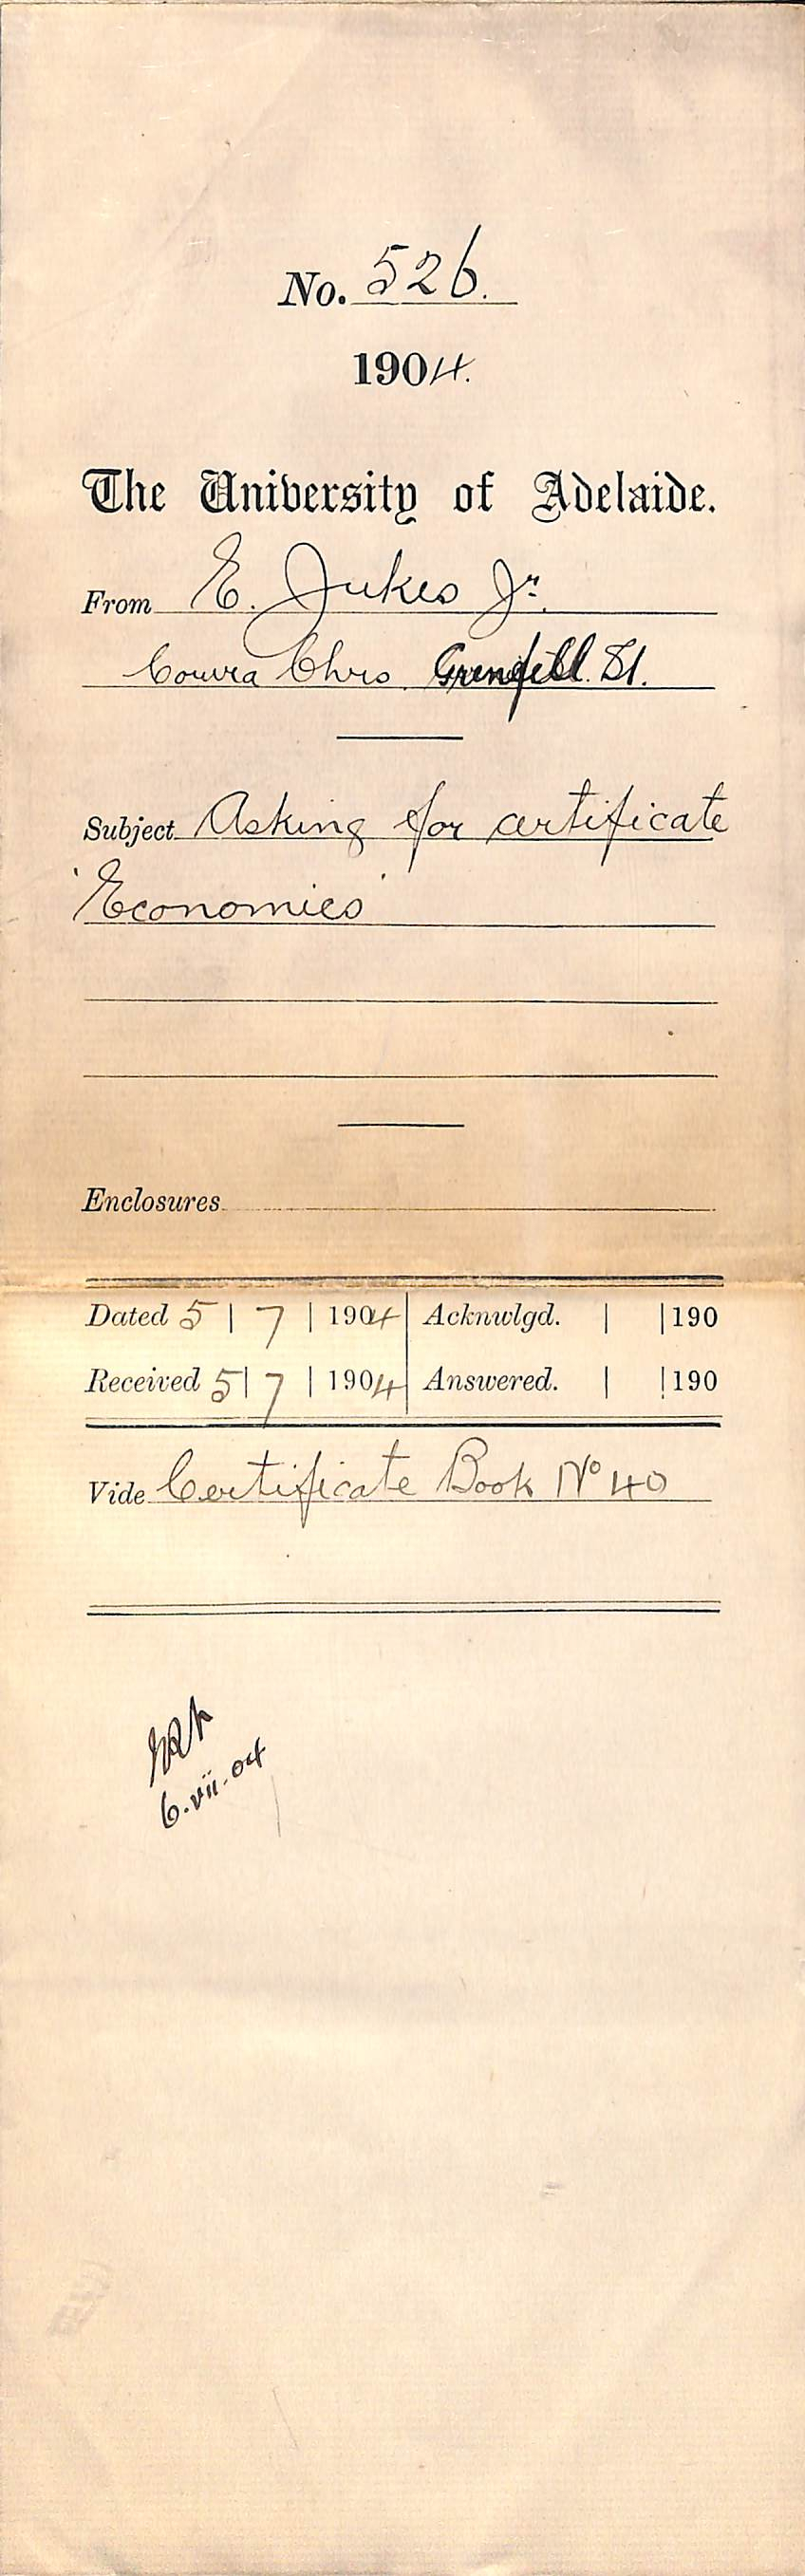 No. 526.
1904.
The University of Adelaide.
From E. Jukes Jr.
Cowra Chrs. Grenfell St.
Subject Asking for certificate
'Economics'
Enclosures
Dated 5 | 7 | 1904 Acknwlgd. | | 190
Received 5 | 7 | 1904 Answered. | | 190
Vide Certificate Book No 40
6.vii.04